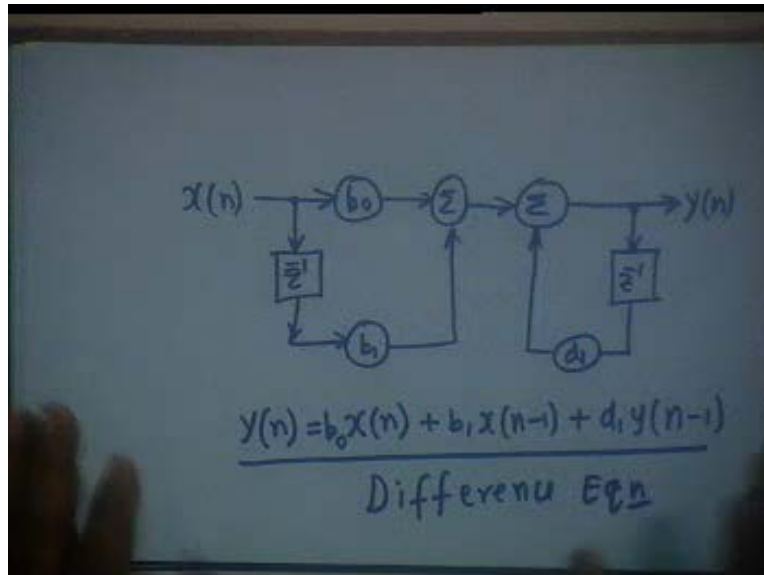 x(n) b₀ Σ Σ y(n)
z⁻¹ z⁻¹
b₁ d₁
y(n) = b₀x(n) + b₁x(n-1) + d₁y(n-1)
Differenu Eqn